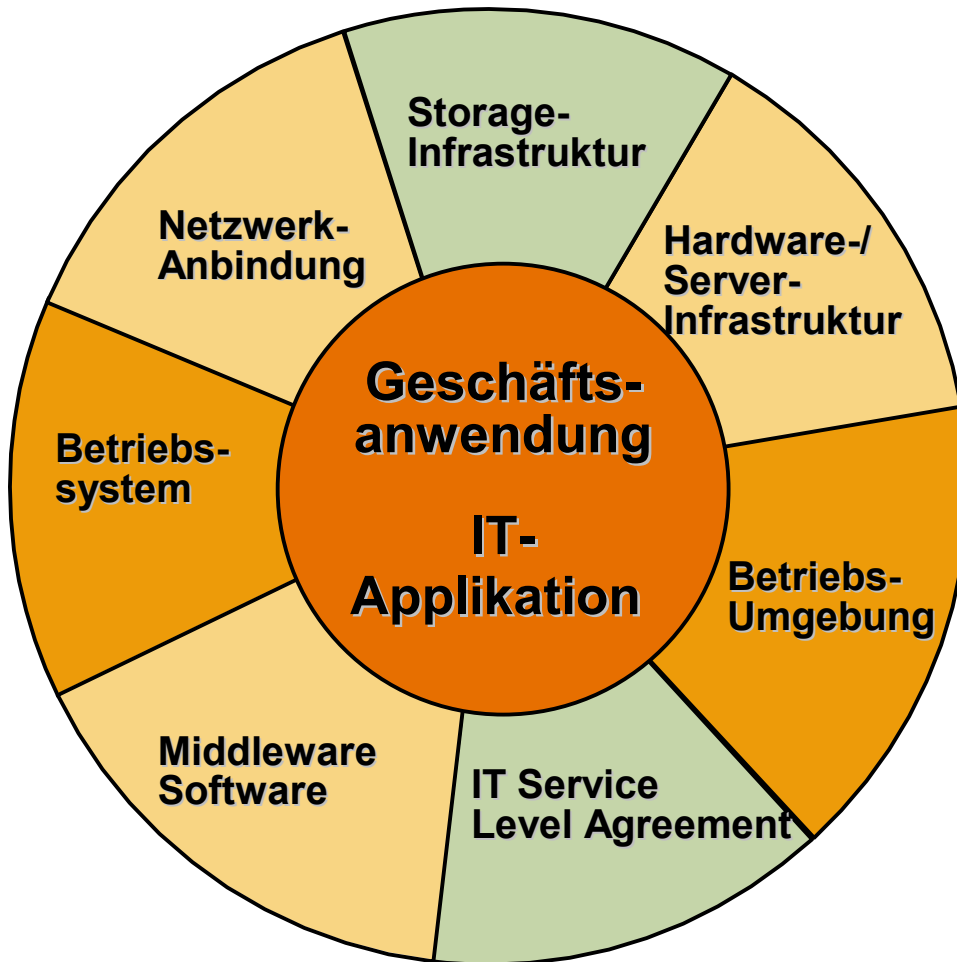 Storage-
Infrastruktur
Netzwerk-
Anbindung
Hardware-/
Server-
Infrastruktur
Geschäfts-
anwendung
IT-
Applikation
Betriebs-
system
Betriebs-
Umgebung
Middleware
Software
IT Service
Level Agreement